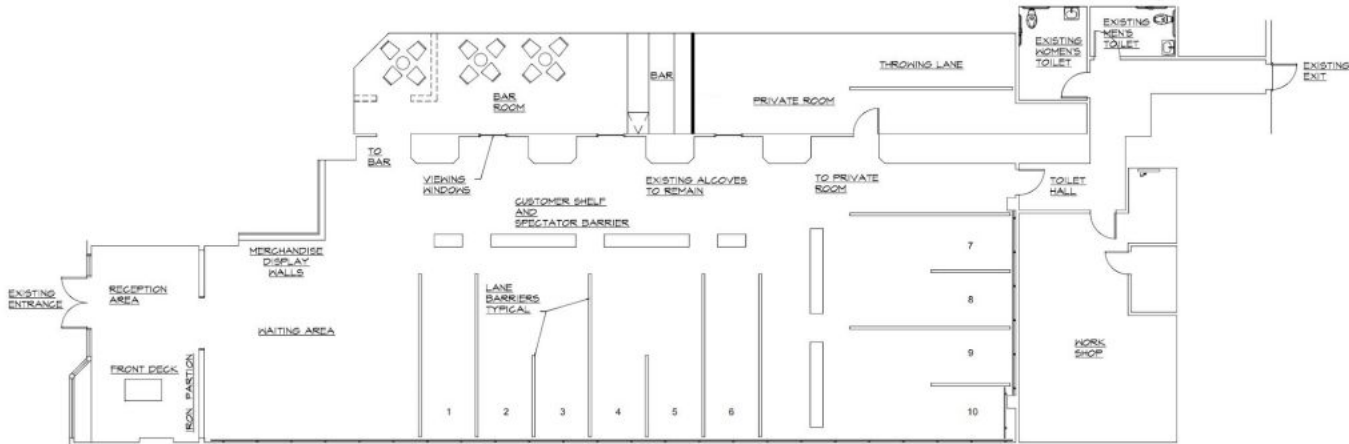 EXISTING
WOMEN'S
TOILET
EXISTING
MEN'S
TOILET
EXISTING
EXIT
THROWING LANE
BAR
BAR
ROOM
PRIVATE ROOM
TO
BAR
VIEWING
WINDOWS
EXISTING ALCOVES
TO REMAIN
TO PRIVATE
ROOM
TOILET
HALL
CUSTOMER SHELF
AND
SPECTATOR BARRIER
MERCHANDISE
DISPLAY
WALLS
EXISTING
ENTRANCE
RECEPTION
AREA
LANE
BARRIERS
TYPICAL
WAITING AREA
FRONT DECK
IRON PARTION
WORK
SHOP
1
2
3
4
5
6
7
8
9
10